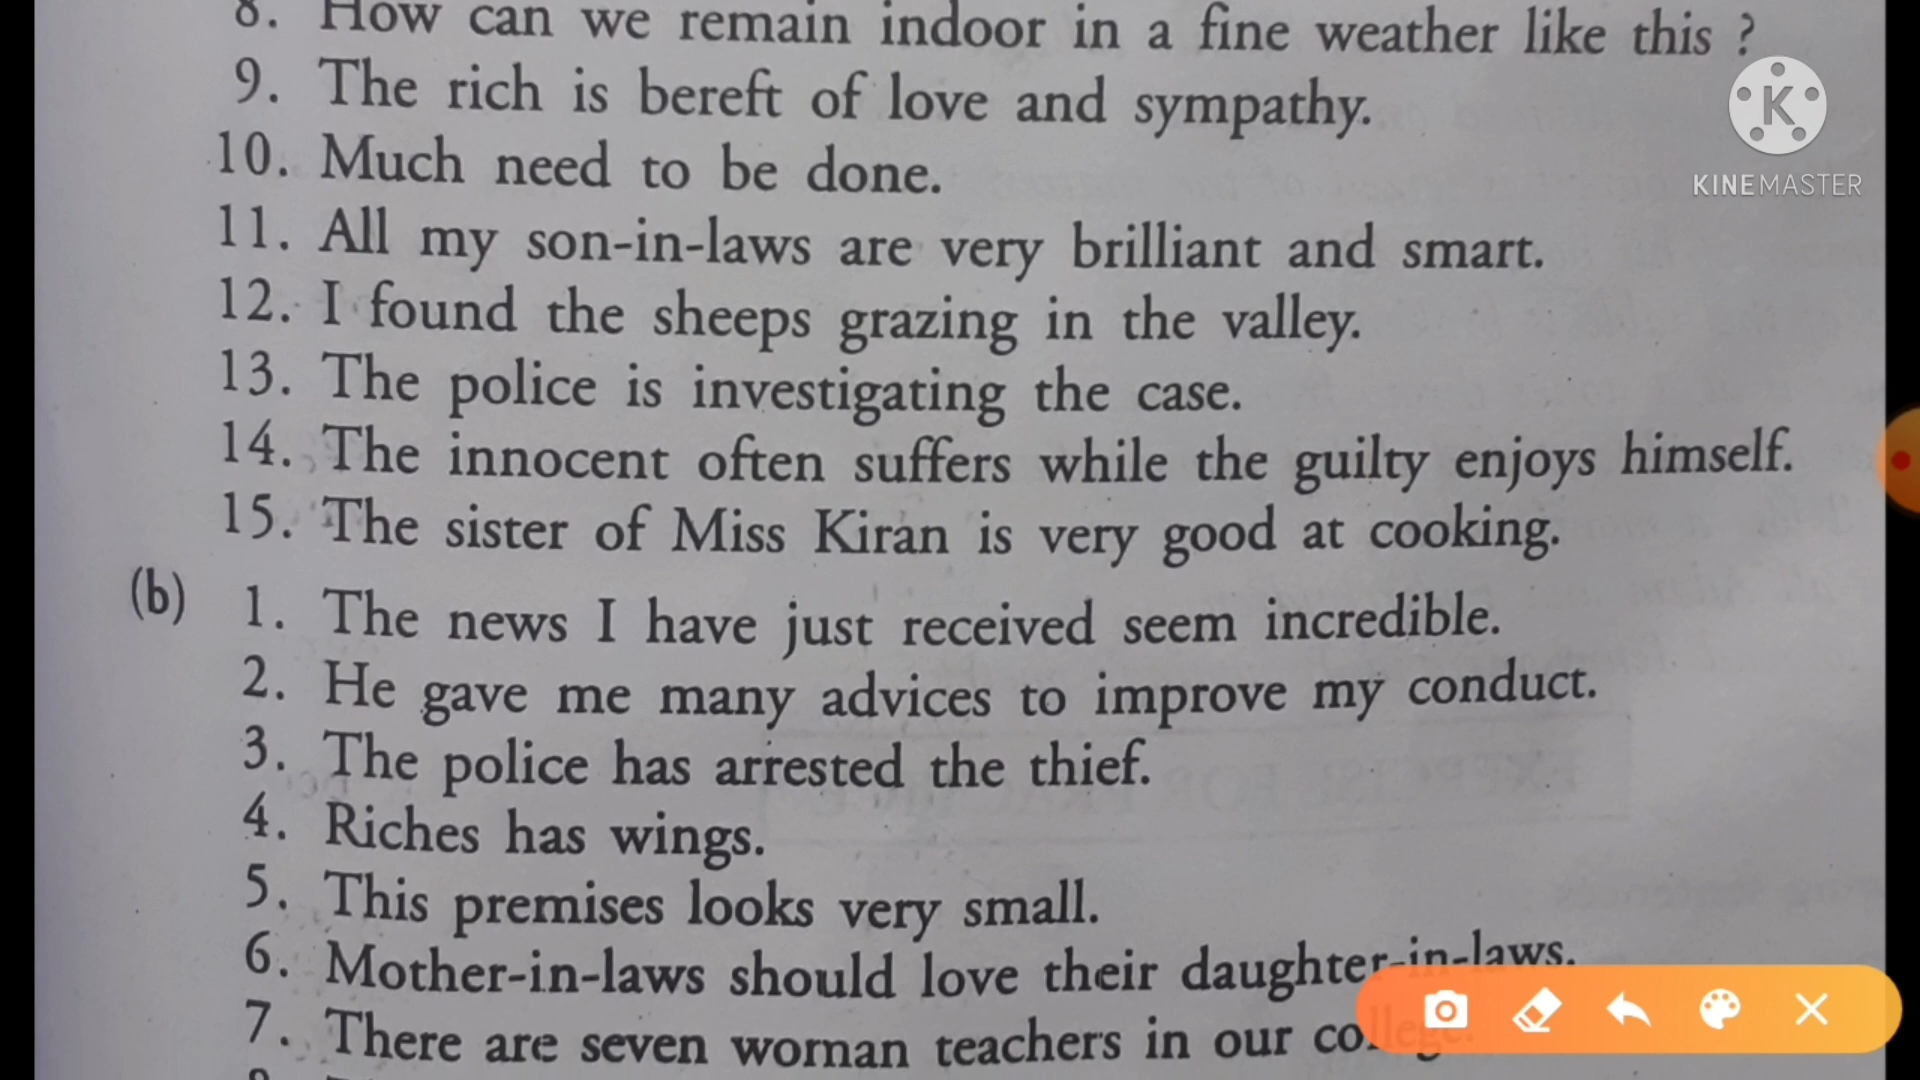 8. How can we remain indoor in a fine weather like this ?
9. The rich is bereft of love and sympathy.
10. Much need to be done.
11. All my son-in-laws are very brilliant and smart.
12. I found the sheeps grazing in the valley.
13. The police is investigating the case.
14. The innocent often suffers while the guilty enjoys himself.
15. The sister of Miss Kiran is very good at cooking.
(b) 1. The news I have just received seem incredible.
2. He gave me many advices to improve my conduct.
3. The police has arrested the thief.
4. Riches has wings.
5. This premises looks very small.
6. Mother-in-laws should love their daughter-in-laws.
7. There are seven woman teachers in our college.
K
KINEMASTER